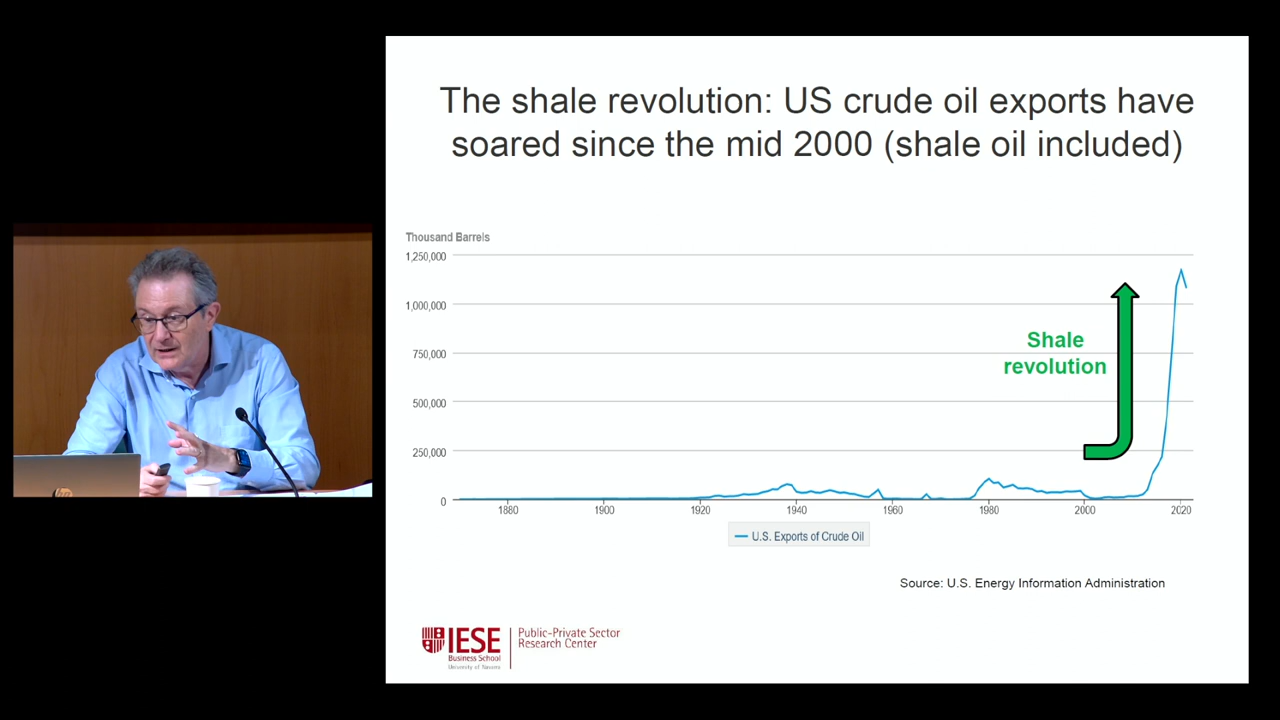 The shale revolution: US crude oil exports have
soared since the mid 2000 (shale oil included)
Thousand Barrels
1,250,000
1,000,000
750,000
500,000
250,000
0
Shale
revolution
1880 1900 1920 1940 1960 1980 2000 2020
U.S. Exports of Crude Oil
Source: U.S. Energy Information Administration
IESE
Business School
University of Navarra
Public-Private Sector
Research Center
hp